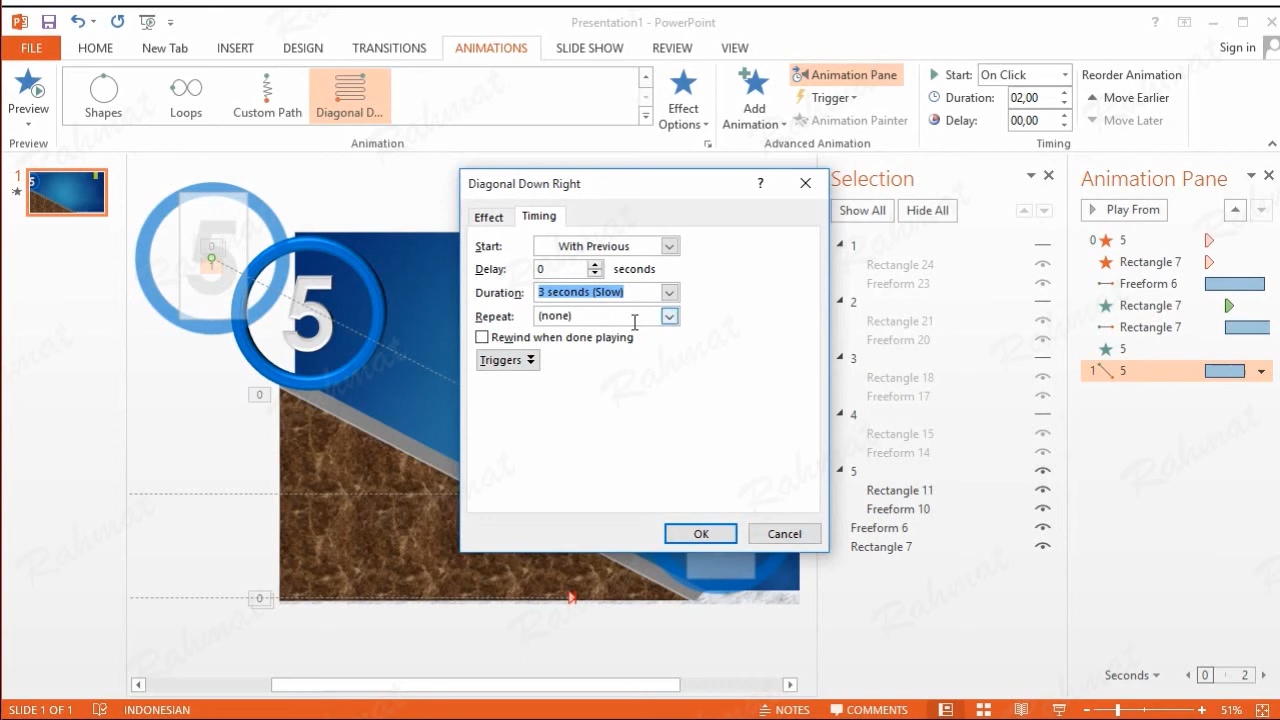 Presentation1 - PowerPoint
?
FILE
HOME
New Tab
INSERT
DESIGN
TRANSITIONS
ANIMATIONS
SLIDE SHOW
REVIEW
VIEW
Sign in
Preview
Shapes
Loops
Custom Path
Diagonal D...
Effect
Options
Add
Animation
Animation Pane
Trigger
Animation Painter
Start: On Click
Duration: 02,00
Delay: 00,00
Reorder Animation
Move Earlier
Move Later
Preview
Animation
Advanced Animation
Timing
1
5
0
1
5
5
0
0
Diagonal Down Right
?
Effect
Timing
Start: With Previous
Delay: 0 seconds
Duration: 3 seconds (Slow)
Repeat: (none)
Rewind when done playing
Triggers
OK
Cancel
Selection
Show All
Hide All
1
Rectangle 24
Freeform 23
2
Rectangle 21
Freeform 20
3
Rectangle 18
Freeform 17
4
Rectangle 15
Freeform 14
5
Rectangle 11
Freeform 10
Freeform 6
Rectangle 7
Animation Pane
Play From
0 5
Rectangle 7
Freeform 6
Rectangle 7
Rectangle 7
5
1 5
Seconds
0
2
SLIDE 1 OF 1
INDONESIAN
NOTES
COMMENTS
51%
Rahmat